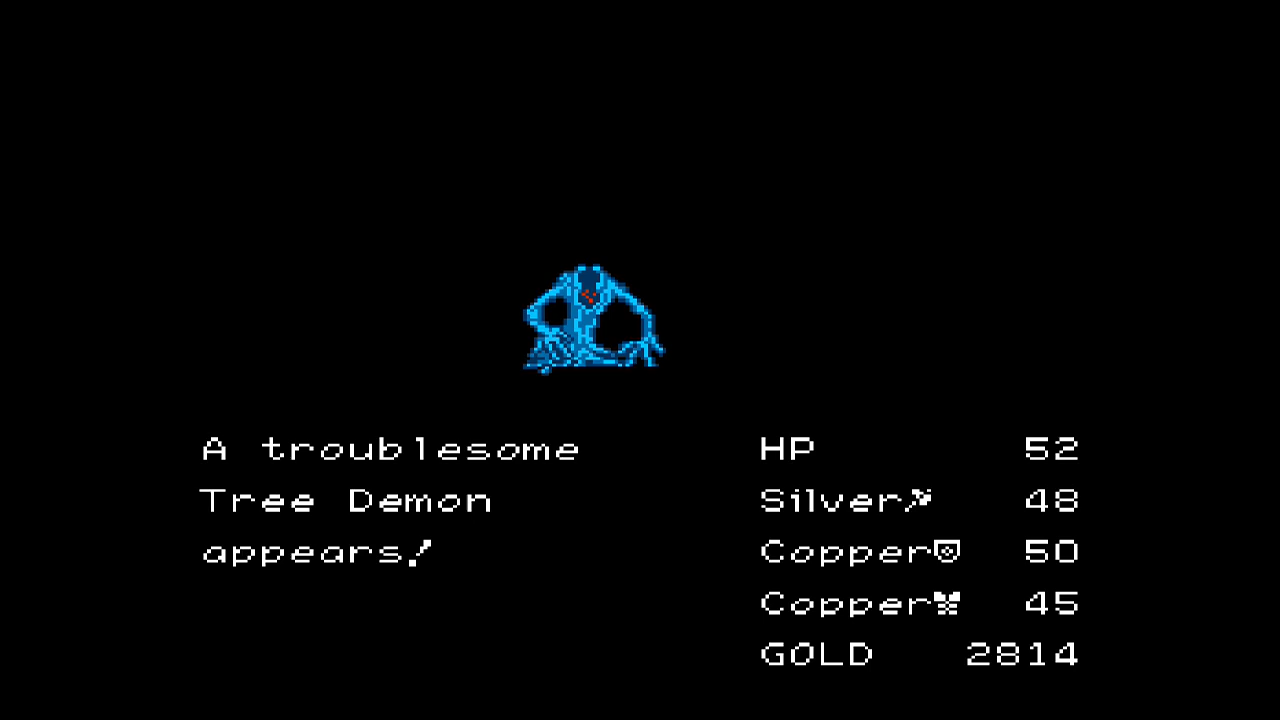 A troublesome
Tree Demon
appears!
HP 52
Silver 48
Copper 50
Copper 45
GOLD 2814